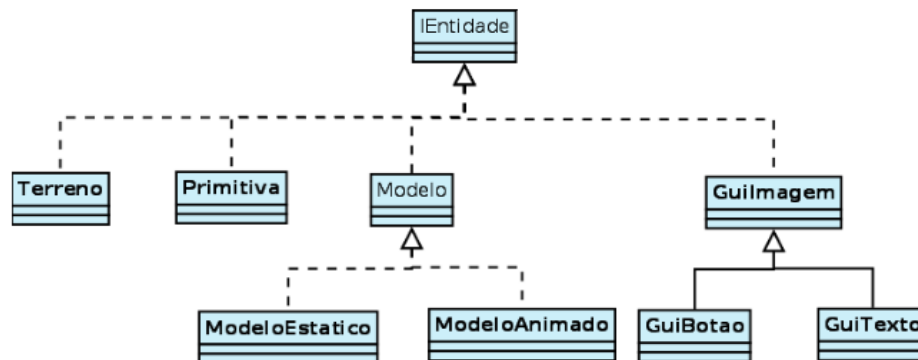 IEntidade
Terreno
Primitiva
Modelo
GuiImagem
ModeloEstatico
ModeloAnimado
GuiBotao
GuiTexto